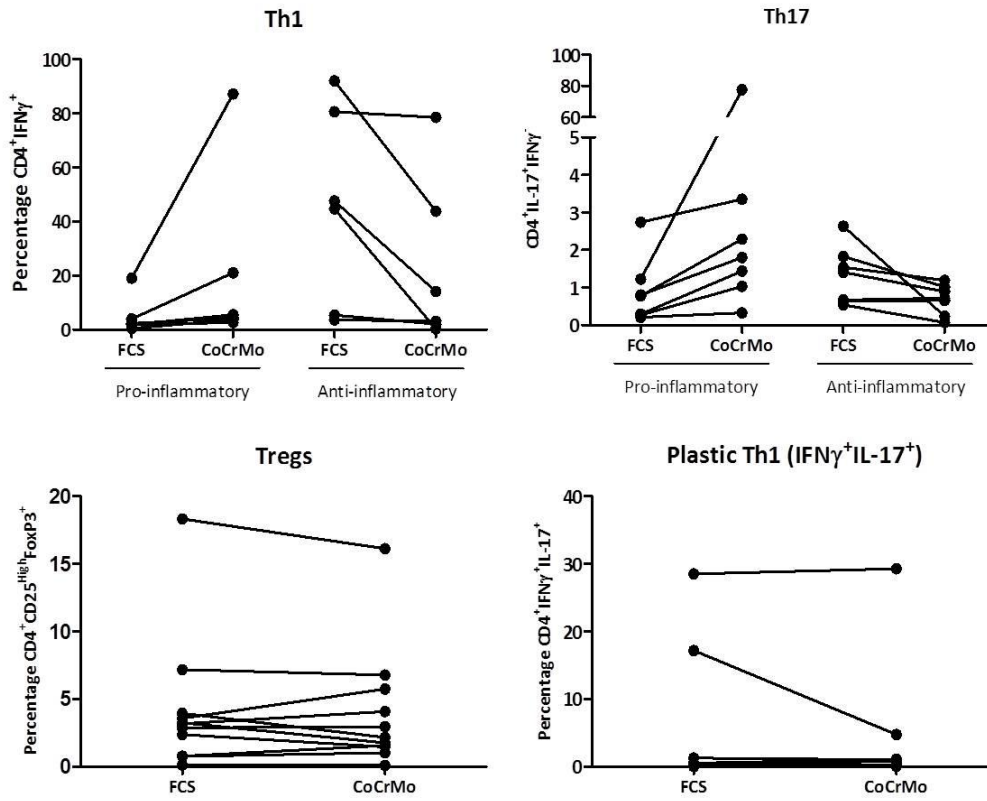 Th1
Percentage CD4⁺IFNγ⁺
100
80
60
40
20
0
FCS CoCrMo FCS CoCrMo
Pro-inflammatory Anti-inflammatory
Th17
CD4⁺IL-17⁺IFNγ⁻
100
80
60
5
4
3
2
1
0
FCS CoCrMo FCS CoCrMo
Pro-inflammatory Anti-inflammatory
Tregs
Percentage CD4⁺CD25ᴴⁱᵍʰFoxP3⁺
20
15
10
5
0
FCS CoCrMo
Plastic Th1 (IFNγ⁺IL-17⁺)
Percentage CD4⁺IFNγ⁺IL-17⁺
40
30
20
10
0
FCS CoCrMo